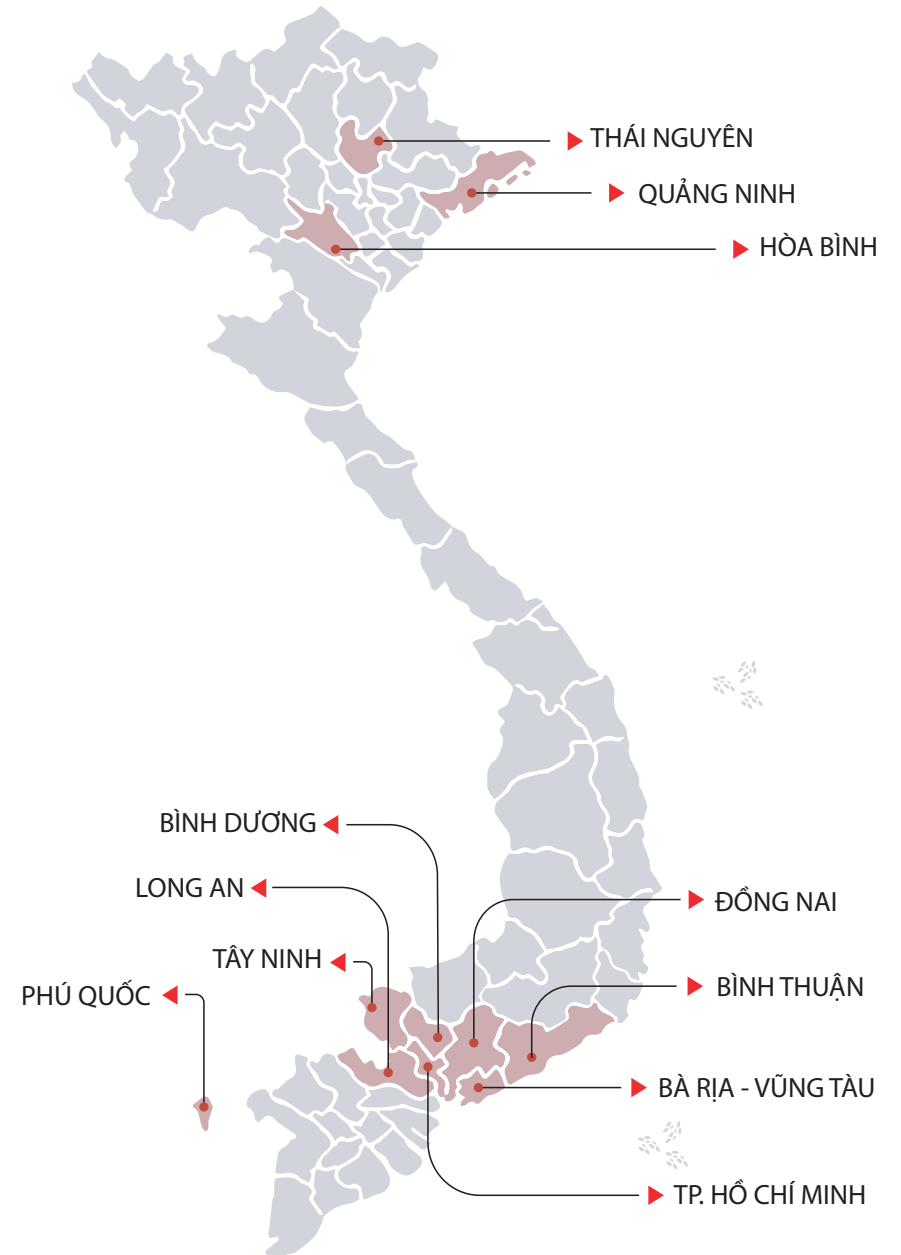 THÁI NGUYÊN
QUẢNG NINH
HÒA BÌNH
BÌNH DƯƠNG
LONG AN
ĐỒNG NAI
TÂY NINH
BÌNH THUẬN
PHÚ QUỐC
BÀ RỊA - VŨNG TÀU
TP. HỒ CHÍ MINH